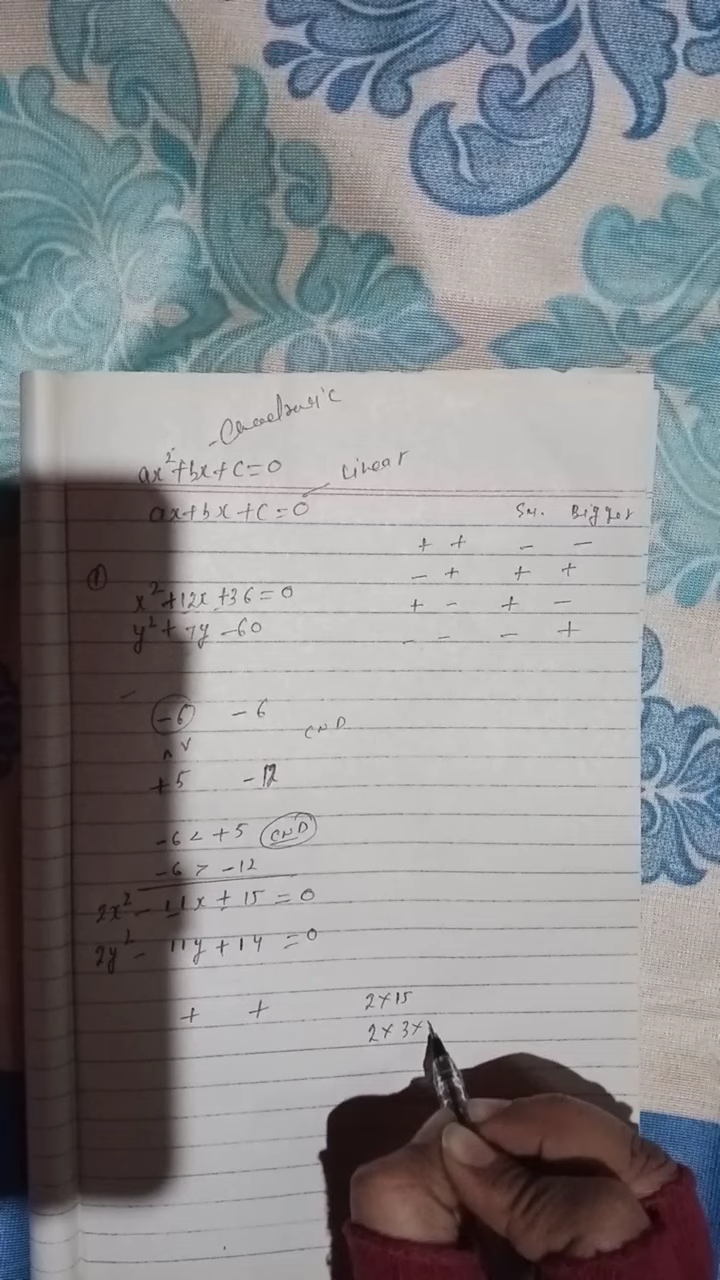 Quadratic
ax²+bx+c=0 Linear
ax+bx+c=0 Sm. Bigger
+ + - -
① - + + +
x²+12x+36=0 + - + -
y²+7y-60 - - - +
-6 -6
CND
∧ ∨
+5 -12
-6 < +5 CND
-6 > -12
2x² - 11x + 15 = 0
2y² - 11y + 14 = 0
+ + 2×15
2×3×